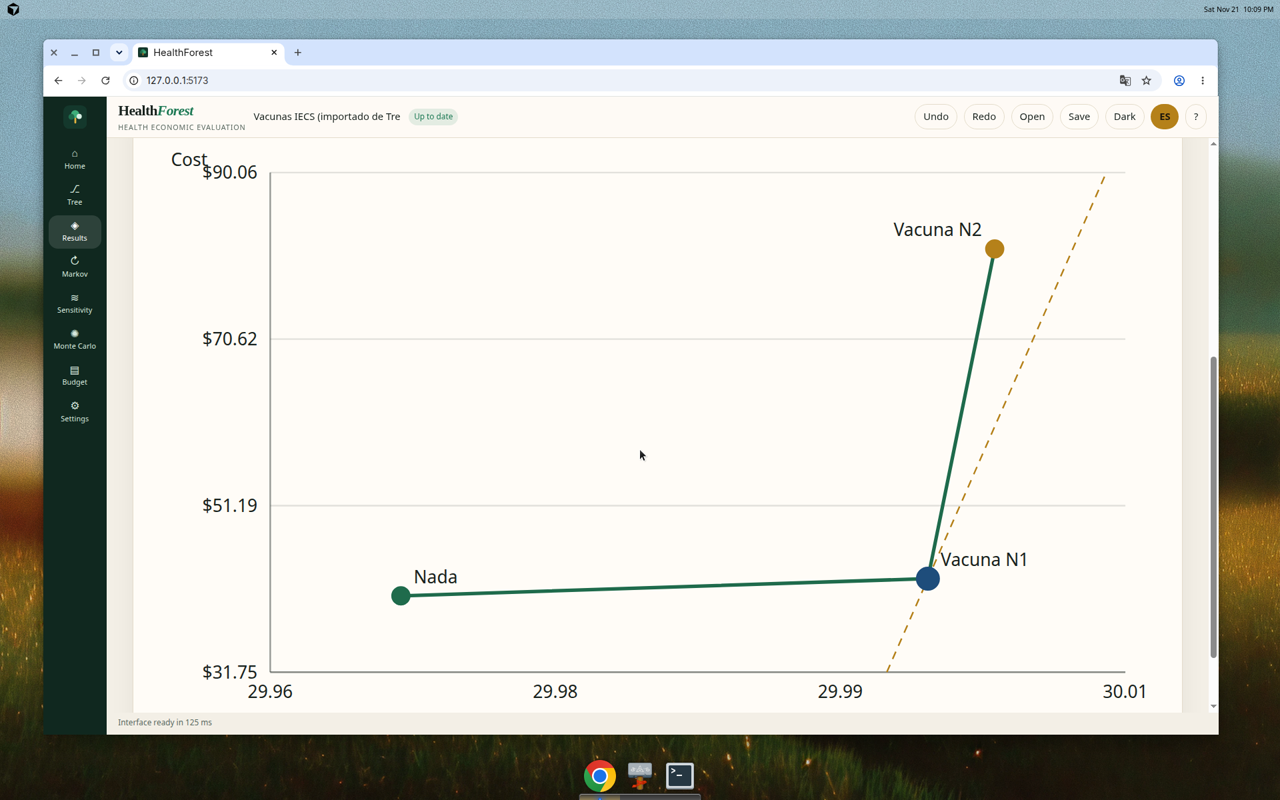 Sat Nov 21 10:09 PM
HealthForest
127.0.0.1:5173
HealthForest
HEALTH ECONOMIC EVALUATION
Vacunas IECS (importado de Tre
Up to date
Undo
Redo
Open
Save
Dark
ES
?
Home
Tree
Results
Markov
Sensitivity
Monte Carlo
Budget
Settings
Cost
$90.06
$70.62
$51.19
$31.75
Vacuna N2
Vacuna N1
Nada
29.96
29.98
29.99
30.01
Interface ready in 125 ms